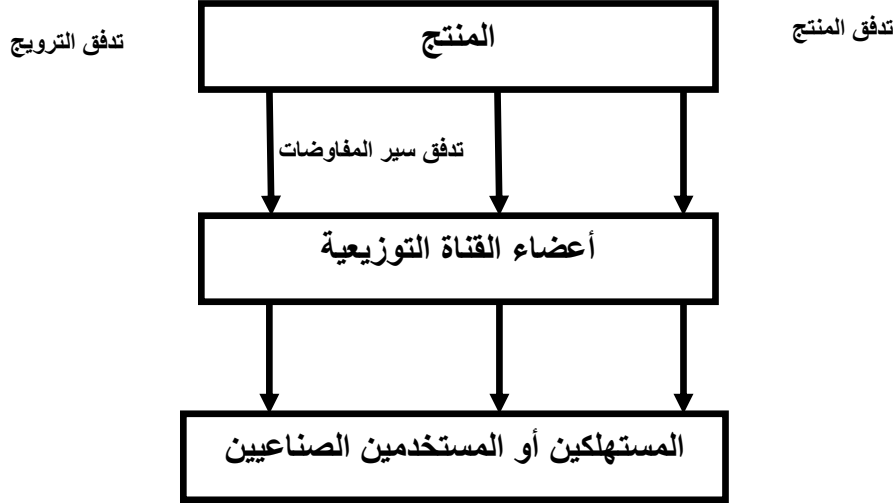 تدفق المنتج
المنتج
تدفق الترويج
تدفق سير المفاوضات
أعضاء القناة التوزيعية
المستهلكين أو المستخدمين الصناعيين